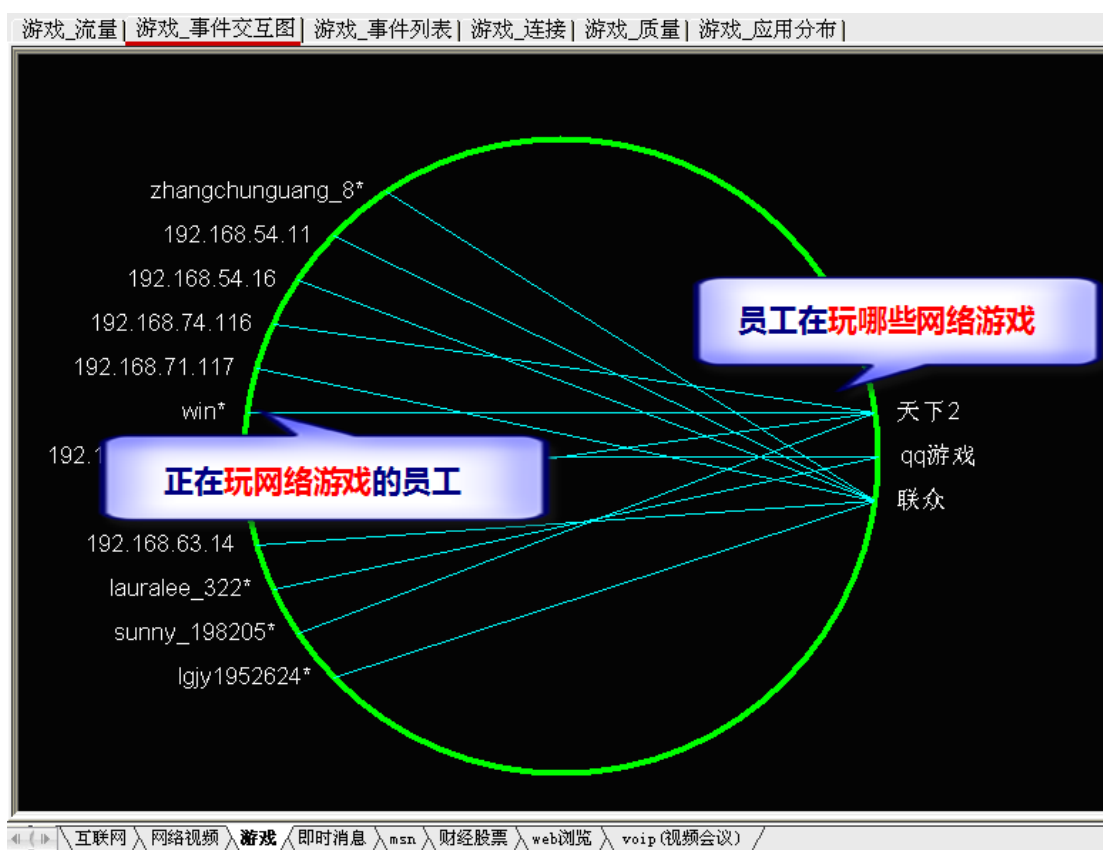 游戏_流量| 游戏_事件交互图| 游戏_事件列表| 游戏_连接| 游戏_质量| 游戏_应用分布|
zhangchunguang_8*
192.168.54.11
192.168.54.16
员工在玩哪些网络游戏
192.168.74.116
192.168.71.117
win*
天下2
192.1
qq游戏
正在玩网络游戏的员工
联众
192.168.63.14
lauralee_322*
sunny_198205*
lgjy1952624*
互联网 网络视频 游戏 即时消息 msn 财经股票 web浏览 voip(视频会议)